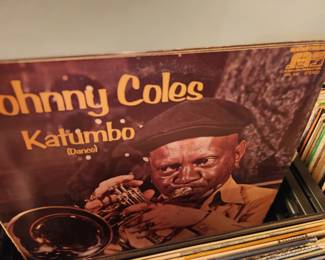 ohnny Coles
Katumbo
(Dance)